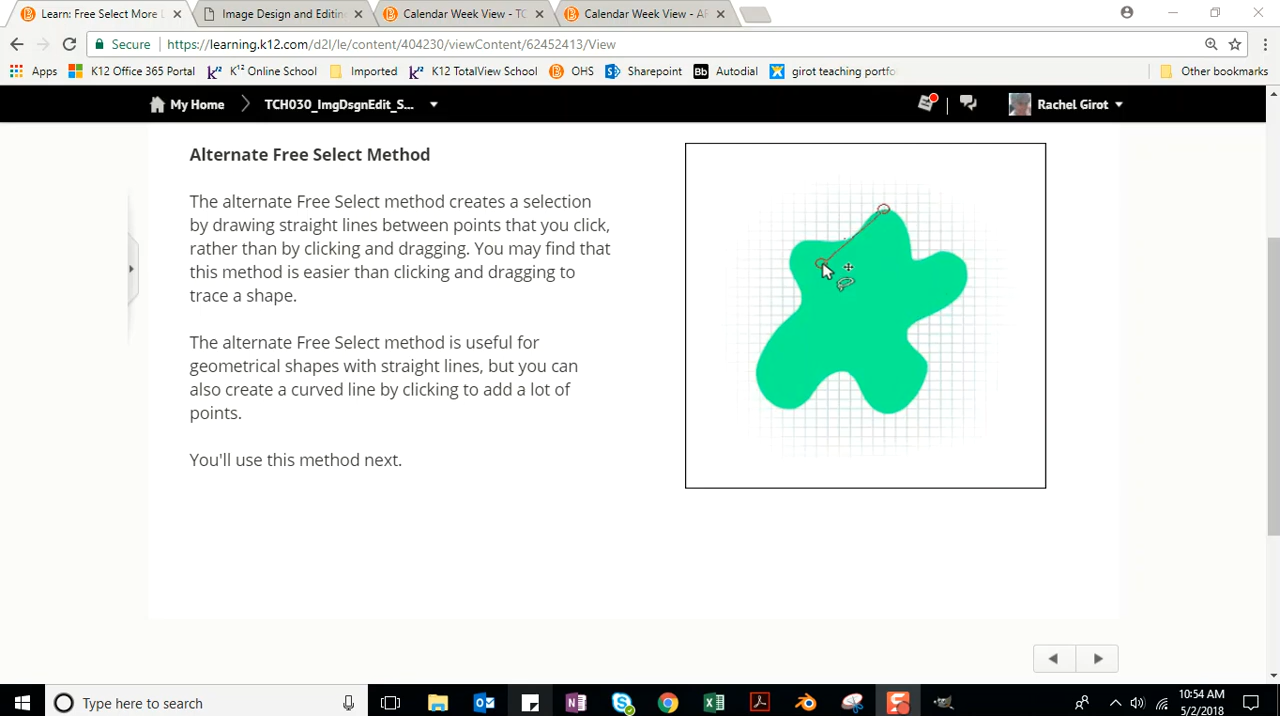 Learn: Free Select More L
Image Design and Editin
Calendar Week View - TC
Calendar Week View - AF
Secure
https://learning.k12.com/d2l/le/content/404230/viewContent/62452413/View
Apps
K12 Office 365 Portal
K¹² Online School
Imported
K12 TotalView School
OHS
Sharepoint
Bb Autodial
girot teaching portfo
Other bookmarks
My Home
TCH030_ImgDsgnEdit_S...
Rachel Girot
Alternate Free Select Method
The alternate Free Select method creates a selection
by drawing straight lines between points that you click,
rather than by clicking and dragging. You may find that
this method is easier than clicking and dragging to
trace a shape.
The alternate Free Select method is useful for
geometrical shapes with straight lines, but you can
also create a curved line by clicking to add a lot of
points.
You'll use this method next.
Type here to search
10:54 AM
5/2/2018